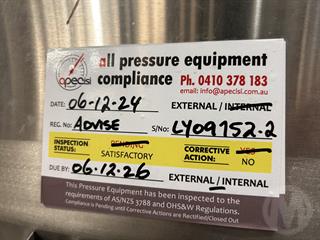 all pressure equipment
compliance Ph. 0410 378 183
apecisi
email: info@apecisi.com.au
DATE: 06-12-24 EXTERNAL / INTERNAL
REG. No: ADVISE S/No: LY09752-2
INSPECTION STATUS: PENDING SATISFACTORY CORRECTIVE ACTION: YES NO
DUE BY: 06.12.26 EXTERNAL / INTERNAL
This Pressure Equipment has been inspected to the
requirements of AS/NZS 3788 and OHS&W Regulations.
Compliance is Pending until Corrective Actions are Rectified/Closed Out